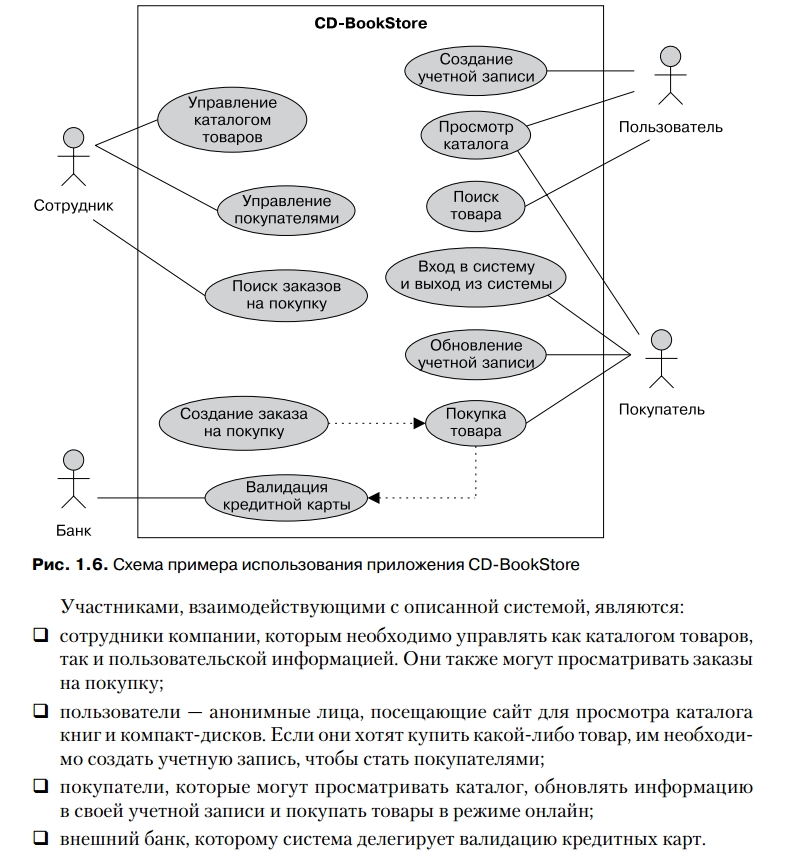 CD-BookStore
Создание
учетной записи
Управление
каталогом
товаров
Просмотр
каталога
Пользователь
Сотрудник
Управление
покупателями
Поиск
товара
Поиск заказов
на покупку
Вход в систему
и выход из системы
Обновление
учетной записи
Покупатель
Создание заказа
на покупку
Покупка
товара
Валидация
кредитной карты
Банк
Рис. 1.6. Схема примера использования приложения CD-BookStore
Участниками, взаимодействующими с описанной системой, являются:
❑ сотрудники компании, которым необходимо управлять как каталогом товаров,
так и пользовательской информацией. Они также могут просматривать заказы
на покупку;
❑ пользователи — анонимные лица, посещающие сайт для просмотра каталога
книг и компакт-дисков. Если они хотят купить какой-либо товар, им необходи-
мо создать учетную запись, чтобы стать покупателями;
❑ покупатели, которые могут просматривать каталог, обновлять информацию
в своей учетной записи и покупать товары в режиме онлайн;
❑ внешний банк, которому система делегирует валидацию кредитных карт.